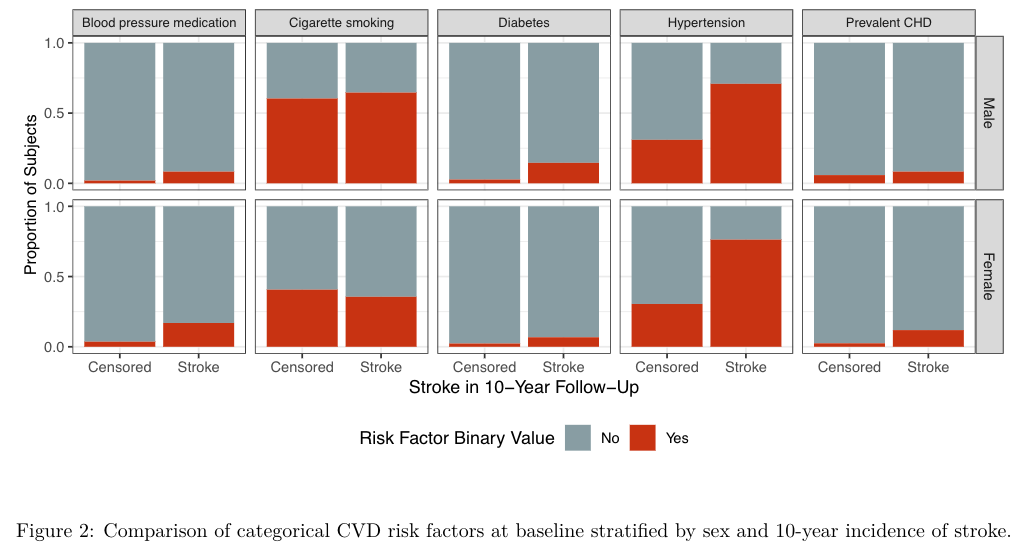 Blood pressure medication Cigarette smoking Diabetes Hypertension Prevalent CHD
1.0
0.5
0.0
Male
1.0
0.5
0.0
Female
Proportion of Subjects
Censored Stroke Censored Stroke Censored Stroke Censored Stroke Censored Stroke
Stroke in 10−Year Follow−Up
Risk Factor Binary Value No Yes
Figure 2: Comparison of categorical CVD risk factors at baseline stratified by sex and 10-year incidence of stroke.